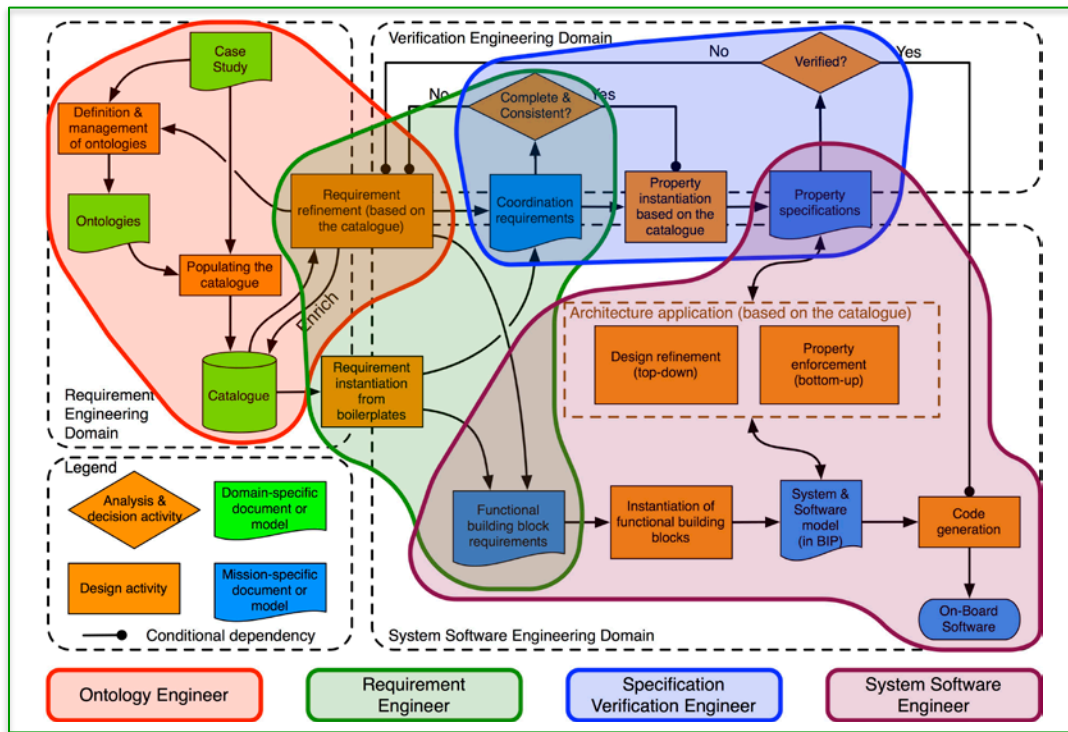 Case
Study
Verification Engineering Domain
No
Verified?
Yes
Definition &
management
of ontologies
No
Complete &
Consistent?
Yes
Ontologies
Requirement
refinement (based on
the catalogue)
Coordination
requirements
Property
instantiation
based on the
catalogue
Property
specifications
Populating the
catalogue
Enrich
Architecture application (based on the catalogue)
Design refinement
(top-down)
Property
enforcement
(bottom-up)
Catalogue
Requirement
instantiation
from
boilerplates
Requirement
Engineering
Domain
Legend
Analysis &
decision activity
Domain-specific
document or
model
Functional
building block
requirements
Instantiation of
functional building
blocks
System &
Software
model
(in BIP)
Code
generation
Design activity
Mission-specific
document or
model
Conditional dependency
On-Board
Software
System Software Engineering Domain
Ontology Engineer
Requirement
Engineer
Specification
Verification Engineer
System Software
Engineer